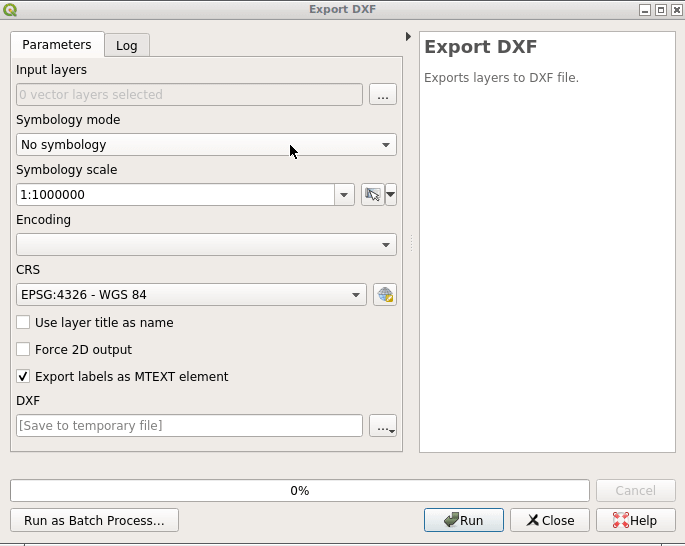 Export DXF
Parameters
Log
Input layers
0 vector layers selected
...
Symbology mode
No symbology
Symbology scale
1:1000000
Encoding
CRS
EPSG:4326 - WGS 84
Use layer title as name
Force 2D output
Export labels as MTEXT element
DXF
[Save to temporary file]
...
Export DXF
Exports layers to DXF file.
0%
Cancel
Run as Batch Process...
Run
Close
Help